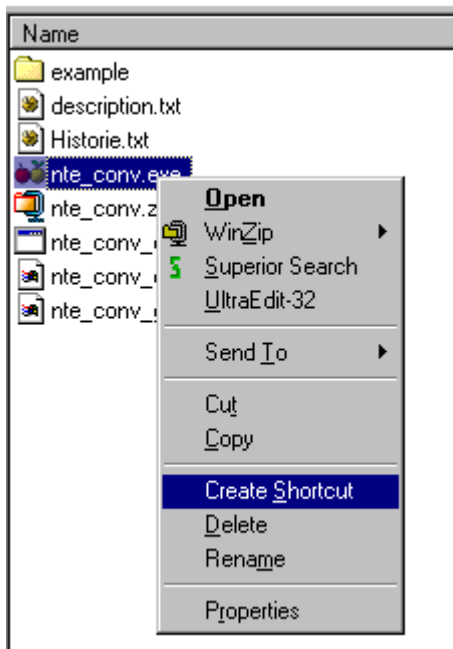 Name
example
description.txt
Historie.txt
nte_conv.exe
nte_conv.z
nte_conv_
nte_conv_
nte_conv_
Open
WinZip
Superior Search
UltraEdit-32
Send To
Cut
Copy
Create Shortcut
Delete
Rename
Properties